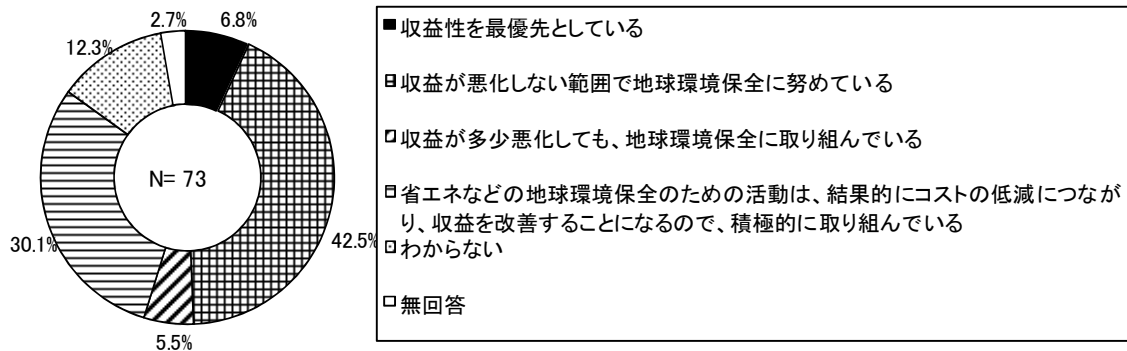 2.7%
6.8%
12.3%
N= 73
30.1%
42.5%
5.5%
収益性を最優先としている
収益が悪化しない範囲で地球環境保全に努めている
収益が多少悪化しても、地球環境保全に取り組んでいる
省エネなどの地球環境保全のための活動は、結果的にコストの低減につなが
り、収益を改善することになるので、積極的に取り組んでいる
わからない
無回答